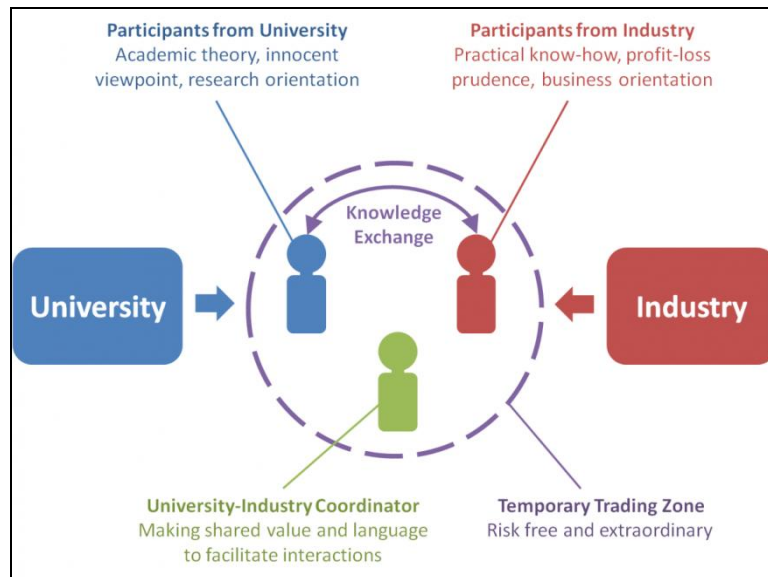 Participants from University
Academic theory, innocent
viewpoint, research orientation
Participants from Industry
Practical know-how, profit-loss
prudence, business orientation
Knowledge
Exchange
University
Industry
University-Industry Coordinator
Making shared value and language
to facilitate interactions
Temporary Trading Zone
Risk free and extraordinary